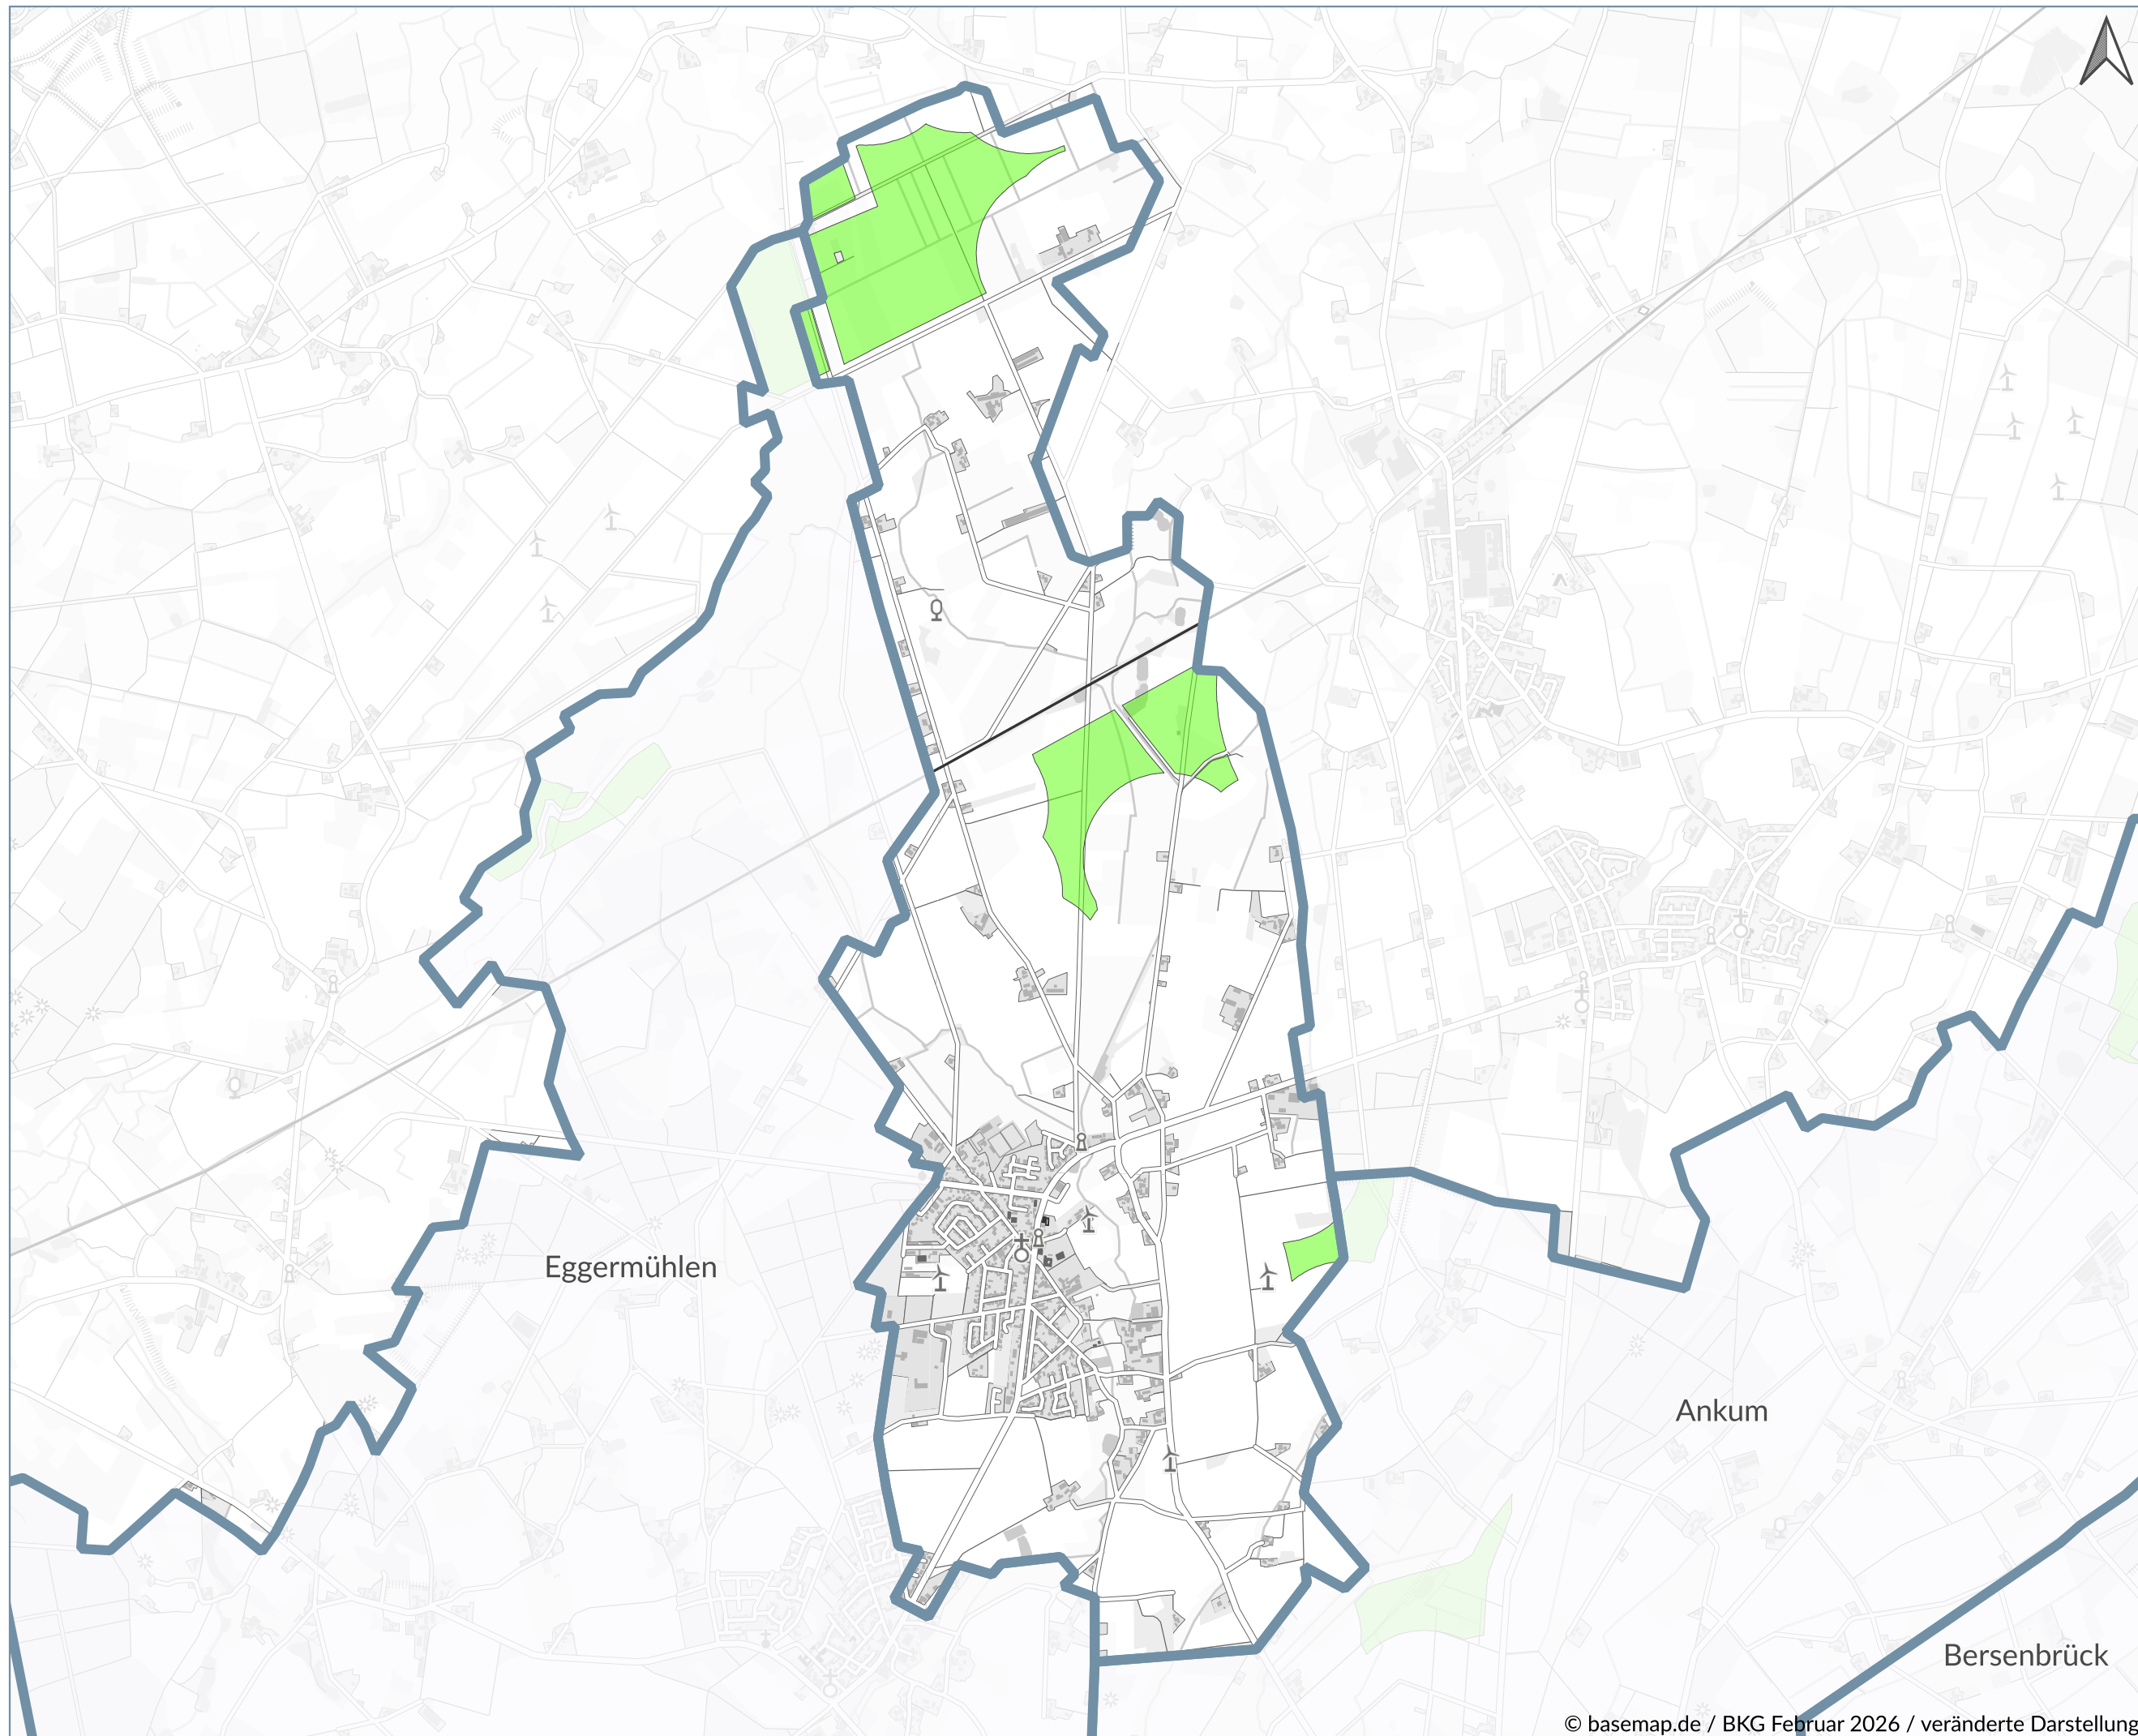 Eggermühlen
Ankum
Bersenbrück
© basemap.de / BKG Februar 2026 / veränderte Darstellung